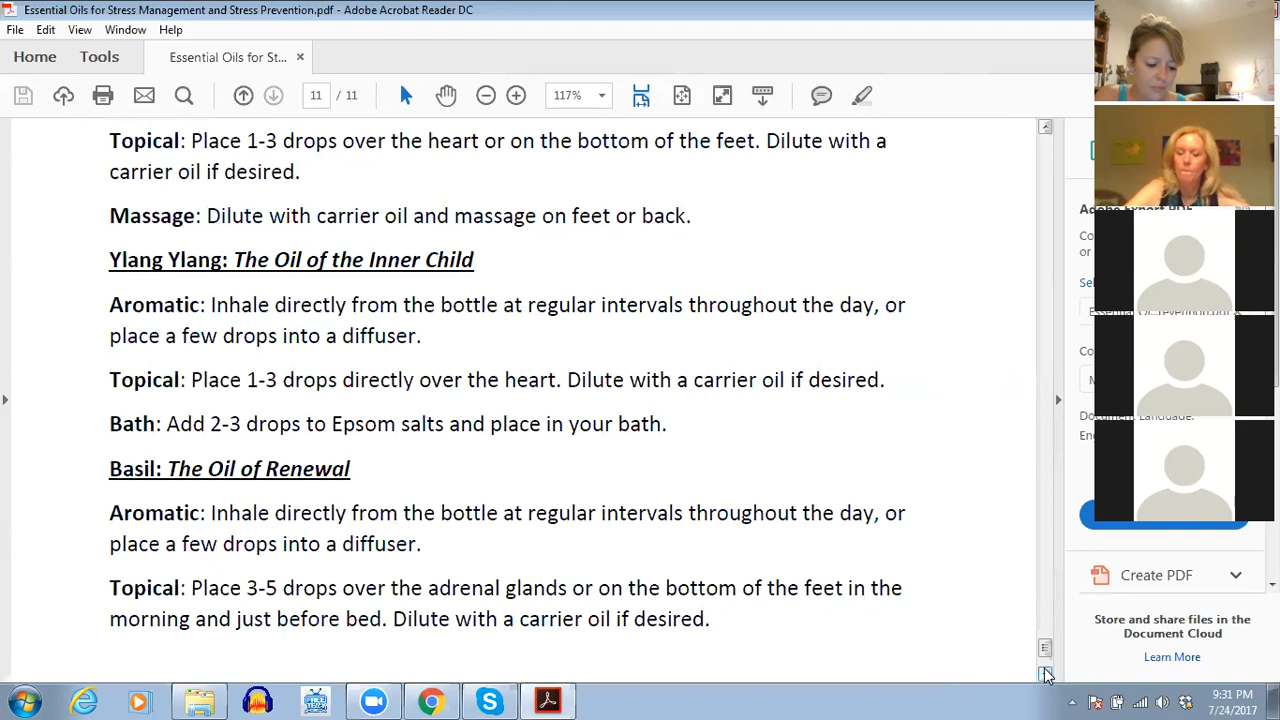 Essential Oils for Stress Management and Stress Prevention.pdf - Adobe Acrobat Reader DC
File Edit View Window Help
Home Tools Essential Oils for St... ×
11 / 11 117%
Topical: Place 1-3 drops over the heart or on the bottom of the feet. Dilute with a
carrier oil if desired.
Massage: Dilute with carrier oil and massage on feet or back.
Ylang Ylang: The Oil of the Inner Child
Aromatic: Inhale directly from the bottle at regular intervals throughout the day, or
place a few drops into a diffuser.
Topical: Place 1-3 drops directly over the heart. Dilute with a carrier oil if desired.
Bath: Add 2-3 drops to Epsom salts and place in your bath.
Basil: The Oil of Renewal
Aromatic: Inhale directly from the bottle at regular intervals throughout the day, or
place a few drops into a diffuser.
Topical: Place 3-5 drops over the adrenal glands or on the bottom of the feet in the
morning and just before bed. Dilute with a carrier oil if desired.
Create PDF
Store and share files in the
Document Cloud
Learn More
9:31 PM
7/24/2017